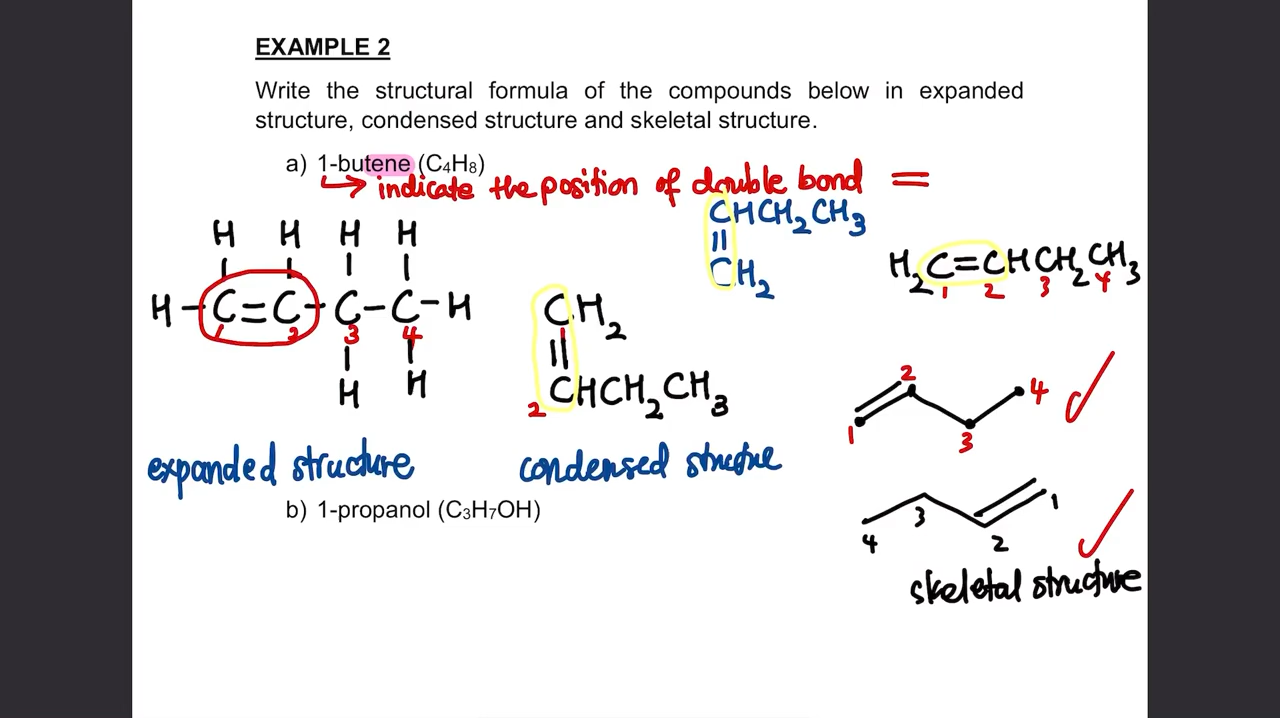 EXAMPLE 2
Write the structural formula of the compounds below in expanded
structure, condensed structure and skeletal structure.
a) 1-butene (C₄H₈)
↳ indicate the position of double bond =
CHCH₂CH₃
||
CH₂
H₂C=CHCH₂CH₃
1 2 3 4
H H H H
H-C=C-C-C-H
1 2 3 4
H H
CH₂
1
||
CHCH₂CH₃
2
1 2 3 4 ✓
expanded structure
condensed structure
4 3 2 1 ✓
skeletal structure
b) 1-propanol (C₃H₇OH)